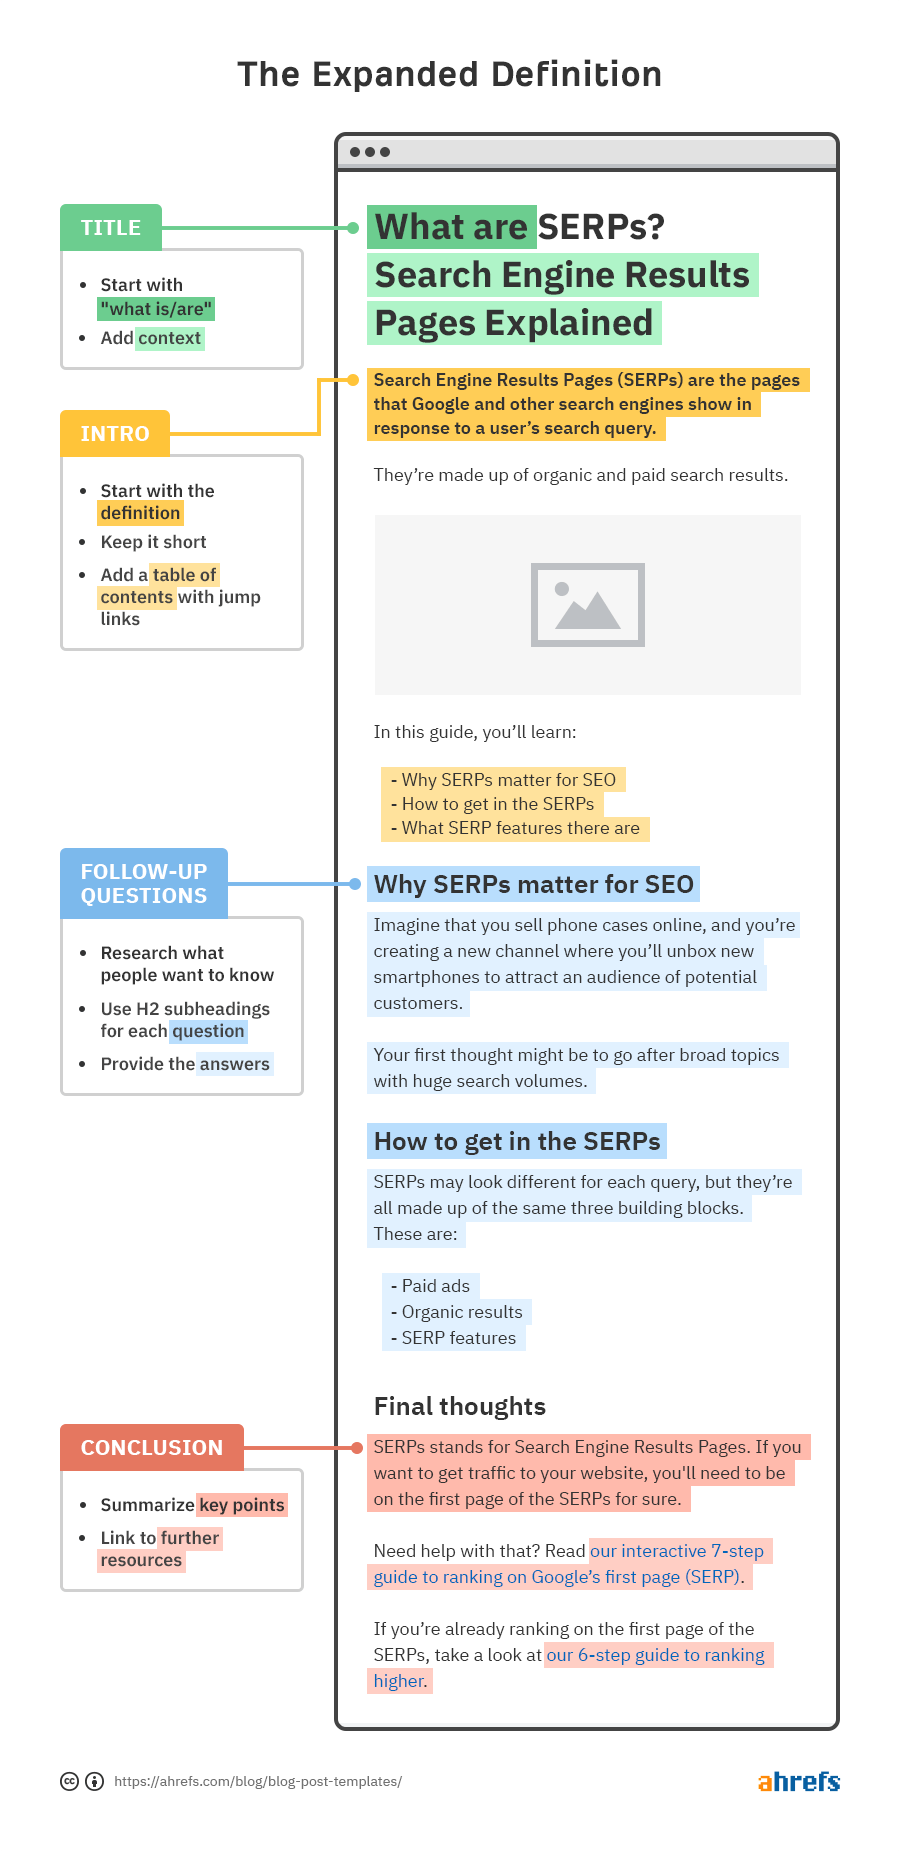 The Expanded Definition
TITLE
• Start with
"what is/are"
• Add context
INTRO
• Start with the
definition
• Keep it short
• Add a table of
contents with jump
links
FOLLOW-UP
QUESTIONS
• Research what
people want to know
• Use H2 subheadings
for each question
• Provide the answers
CONCLUSION
• Summarize key points
• Link to further
resources
What are SERPs?
Search Engine Results
Pages Explained
Search Engine Results Pages (SERPs) are the pages
that Google and other search engines show in
response to a user’s search query.
They’re made up of organic and paid search results.
In this guide, you’ll learn:
- Why SERPs matter for SEO
- How to get in the SERPs
- What SERP features there are
Why SERPs matter for SEO
Imagine that you sell phone cases online, and you’re
creating a new channel where you’ll unbox new
smartphones to attract an audience of potential
customers.
Your first thought might be to go after broad topics
with huge search volumes.
How to get in the SERPs
SERPs may look different for each query, but they’re
all made up of the same three building blocks.
These are:
- Paid ads
- Organic results
- SERP features
Final thoughts
SERPs stands for Search Engine Results Pages. If you
want to get traffic to your website, you'll need to be
on the first page of the SERPs for sure.
Need help with that? Read our interactive 7-step
guide to ranking on Google’s first page (SERP).
If you’re already ranking on the first page of the
SERPs, take a look at our 6-step guide to ranking
higher.
cc
https://ahrefs.com/blog/blog-post-templates/
ahrefs